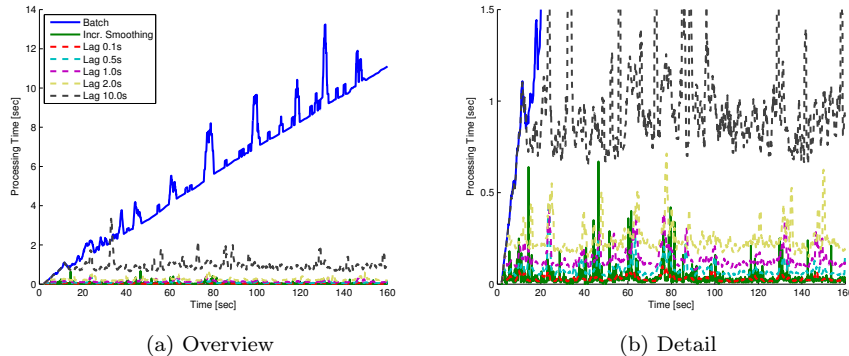 Processing Time [sec]
14
12
10
8
6
4
2
0
Batch
Incr. Smoothing
Lag 0.1s
Lag 0.5s
Lag 1.0s
Lag 2.0s
Lag 10.0s
0 20 40 60 80 100 120 140 160
Time [sec]
(a) Overview
Processing Time [sec]
1.5
1
0.5
0
0 20 40 60 80 100 120 140 160
Time [sec]
(b) Detail